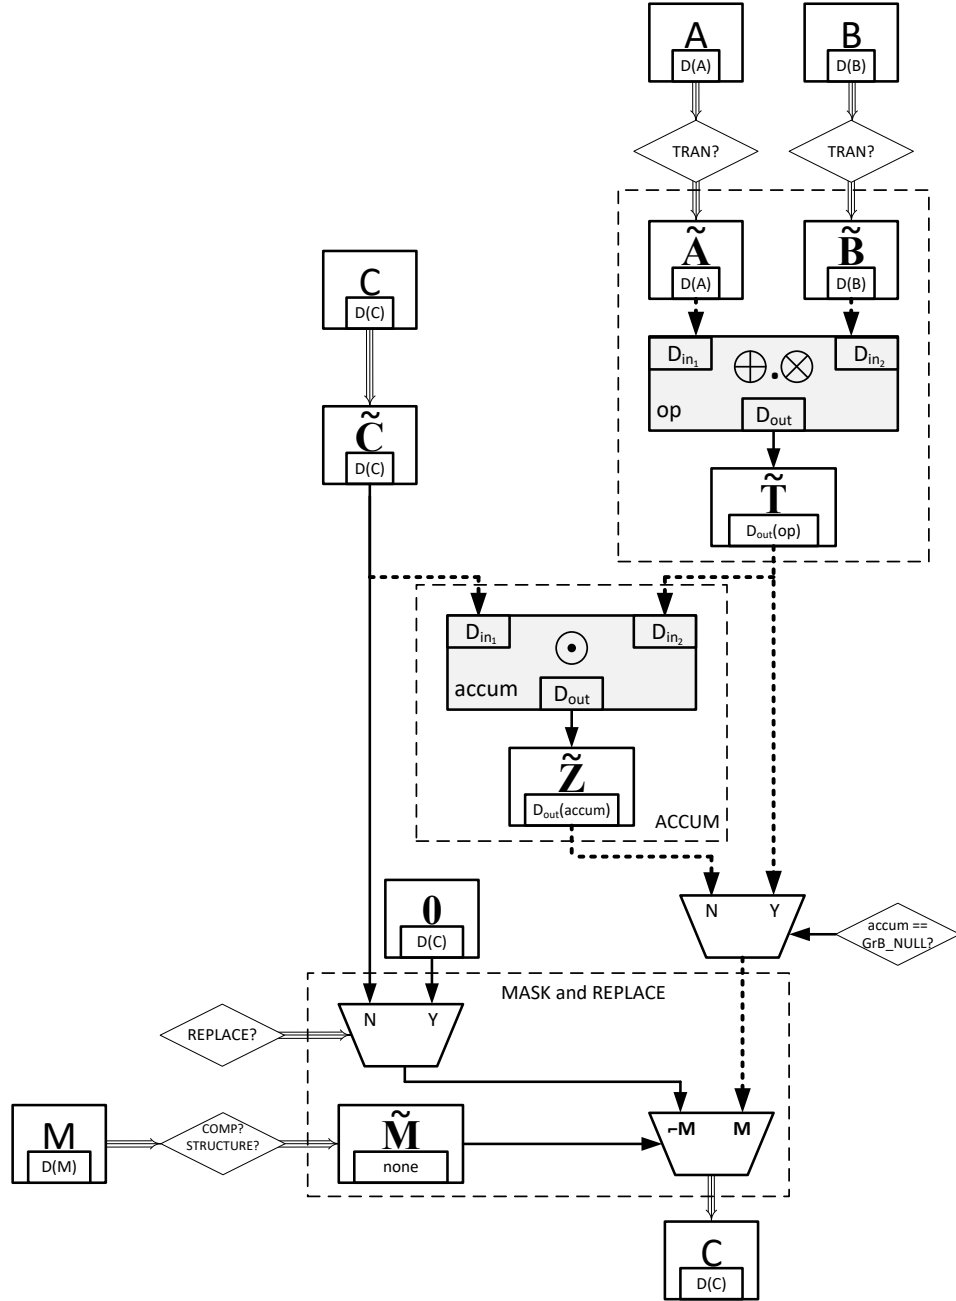 A
D(A)
B
D(B)
TRAN?
TRAN?
Ã
D(A)
B̃
D(B)
C
D(C)
D_in₁
D_in₂
⊕.⊗
op
D_out
C̃
D(C)
T̃
D_out(op)
D_in₁
D_in₂
⊙
accum
D_out
Z̃
D_out(accum)
ACCUM
0
D(C)
N
Y
accum ==
GrB_NULL?
MASK and REPLACE
N
Y
REPLACE?
M
D(M)
COMP?
STRUCTURE?
M̃
none
¬M
M
C
D(C)